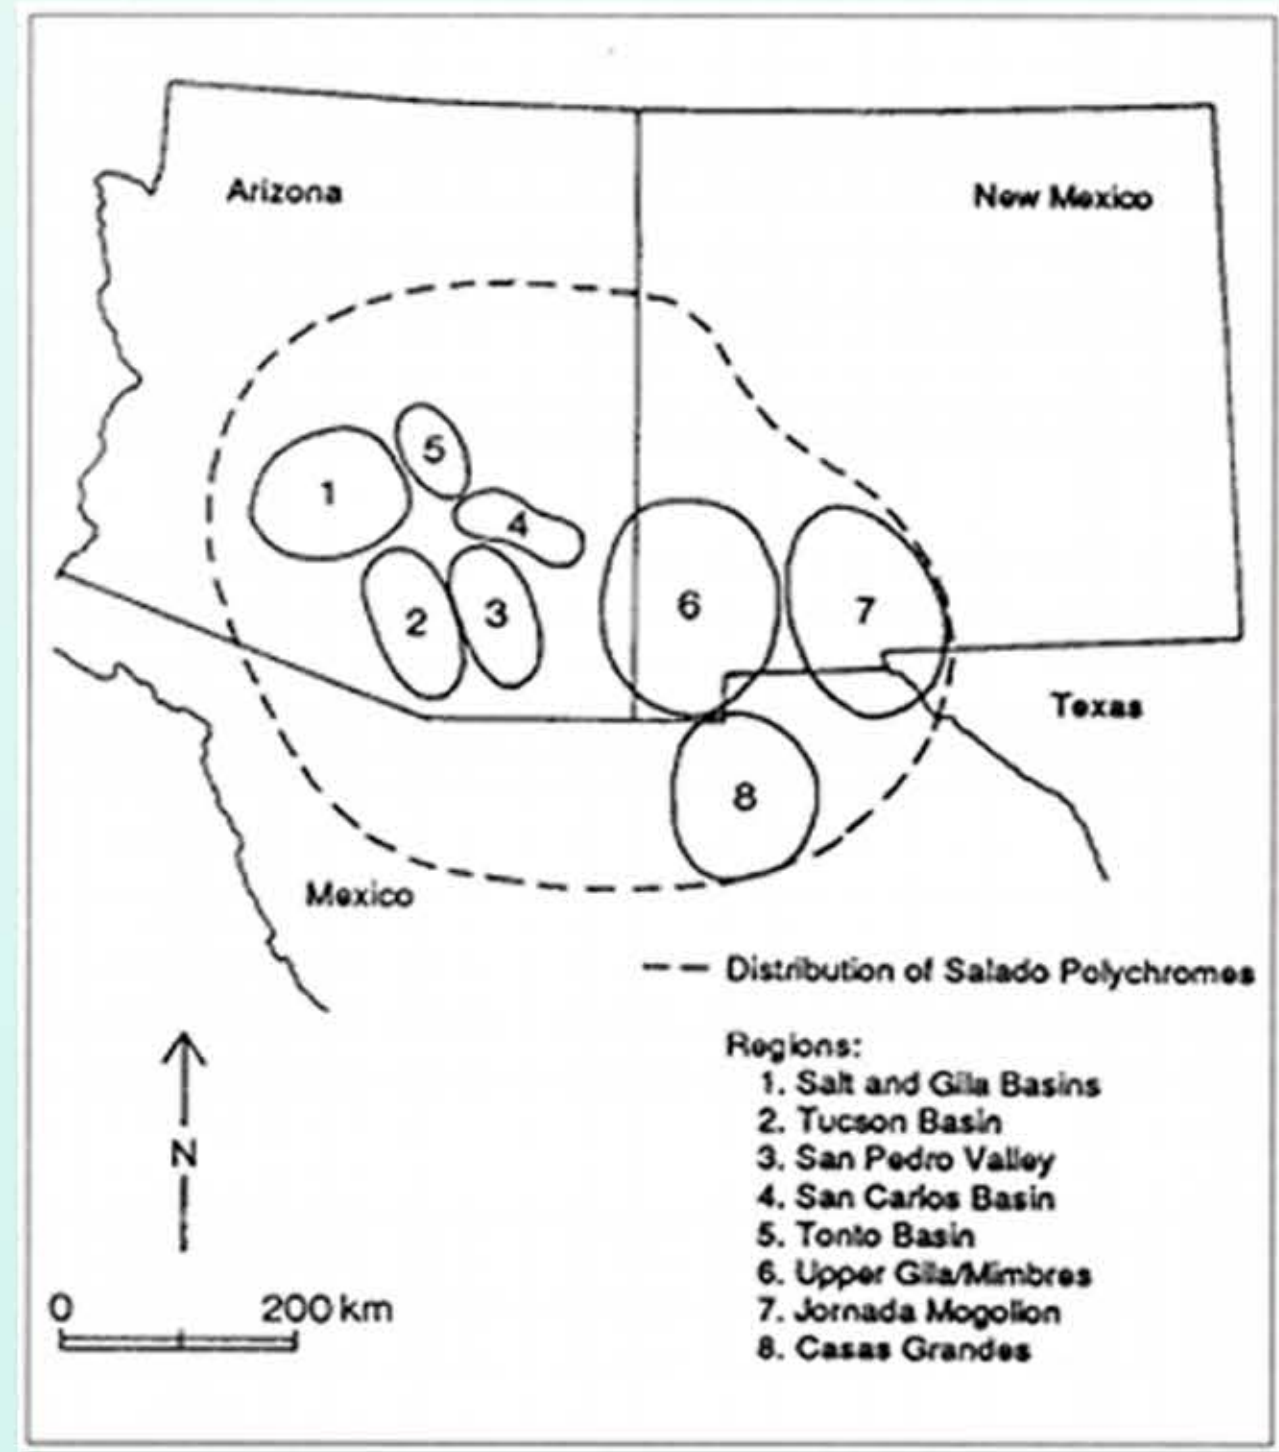 Arizona
New Mexico
5
1
4
6
7
2
3
Texas
8
Mexico
Distribution of Salado Polychromes
Regions:
1. Salt and Gila Basins
2. Tucson Basin
3. San Pedro Valley
4. San Carlos Basin
5. Tonto Basin
6. Upper Gila/Mimbres
7. Jornada Mogollon
8. Casas Grandes
N
0 200 km